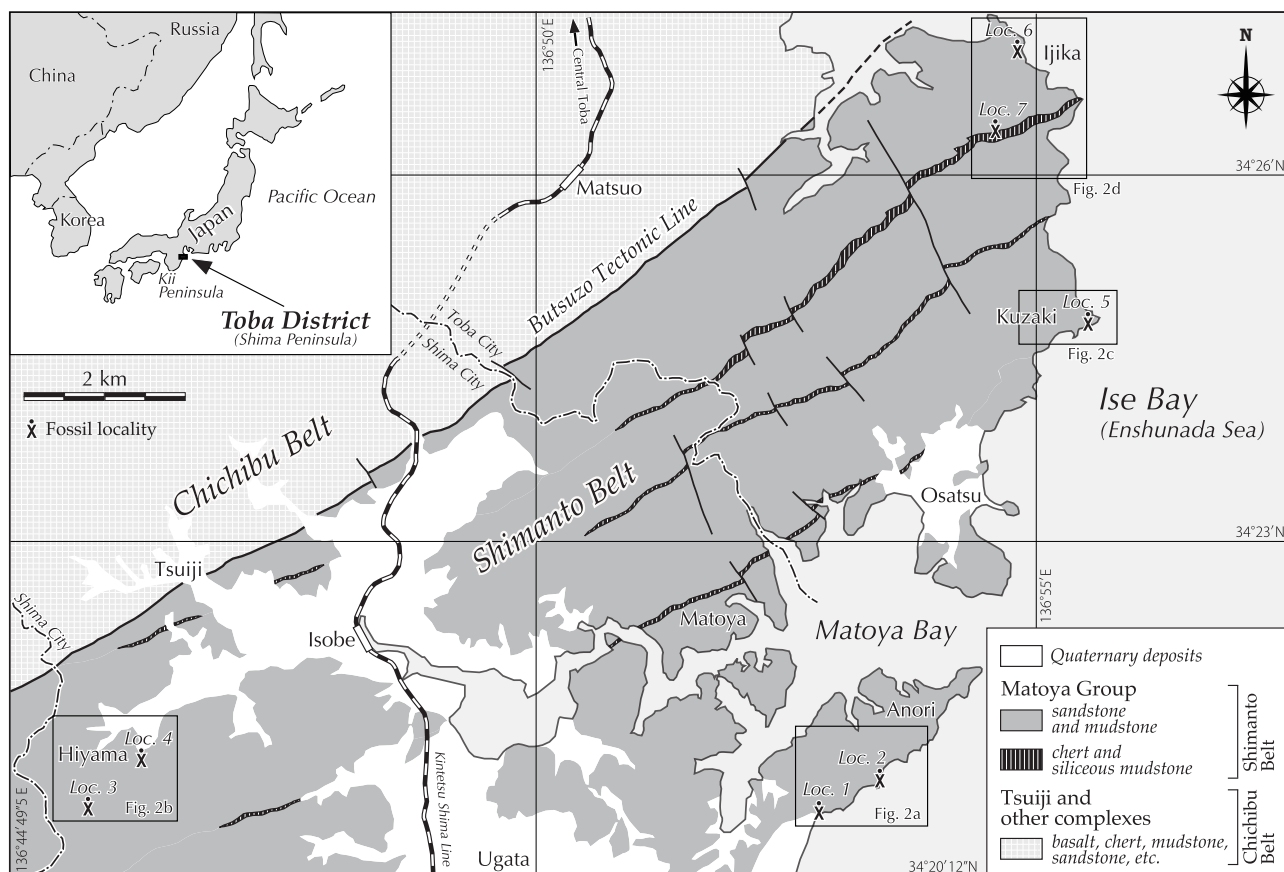 Russia
China
Korea
Japan
Pacific Ocean
Kii
Peninsula
Toba District
(Shima Peninsula)
2 km
Fossil locality
136°50'E
Central Toba
Matsuo
Butsuzo Tectonic Line
Toba City
Shima City
Chichibu Belt
Shimanto Belt
Loc. 6
Ijika
Loc. 7
N
34°26'N
Fig. 2d
Kuzaki
Loc. 5
Fig. 2c
Ise Bay
(Enshunada Sea)
Osatsu
34°23'N
136°55'E
Tsuiji
Shima City
Isobe
Matoya
Matoya Bay
Anori
Hiyama
Loc. 4
Loc. 3
Fig. 2b
136°44'49"5 E
Kintetsu Shima Line
Ugata
Loc. 2
Loc. 1
Fig. 2a
34°20'12"N
Quaternary deposits
Matoya Group
sandstone
and mudstone
chert and
siliceous mudstone
Shimanto
Belt
Tsuiji and
other complexes
basalt, chert, mudstone,
sandstone, etc.
Chichibu
Belt